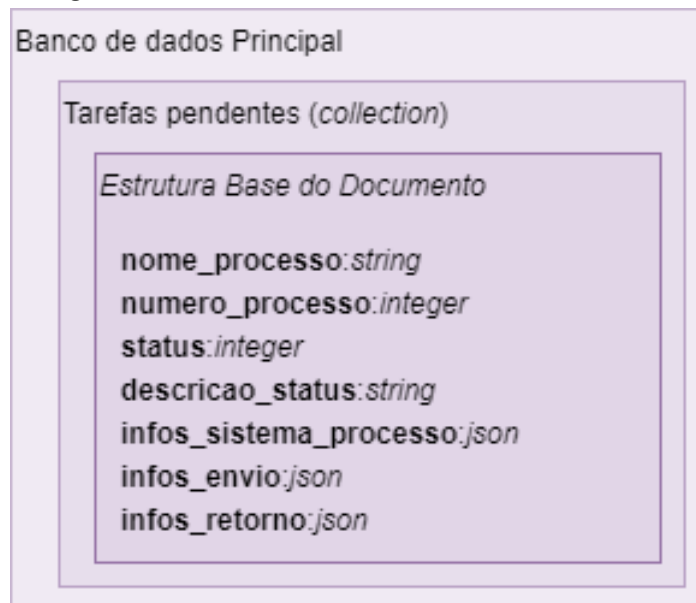 Banco de dados Principal
Tarefas pendentes (collection)
Estrutura Base do Documento
nome_processo:string
numero_processo:integer
status:integer
descricao_status:string
infos_sistema_processo:json
infos_envio:json
infos_retorno:json